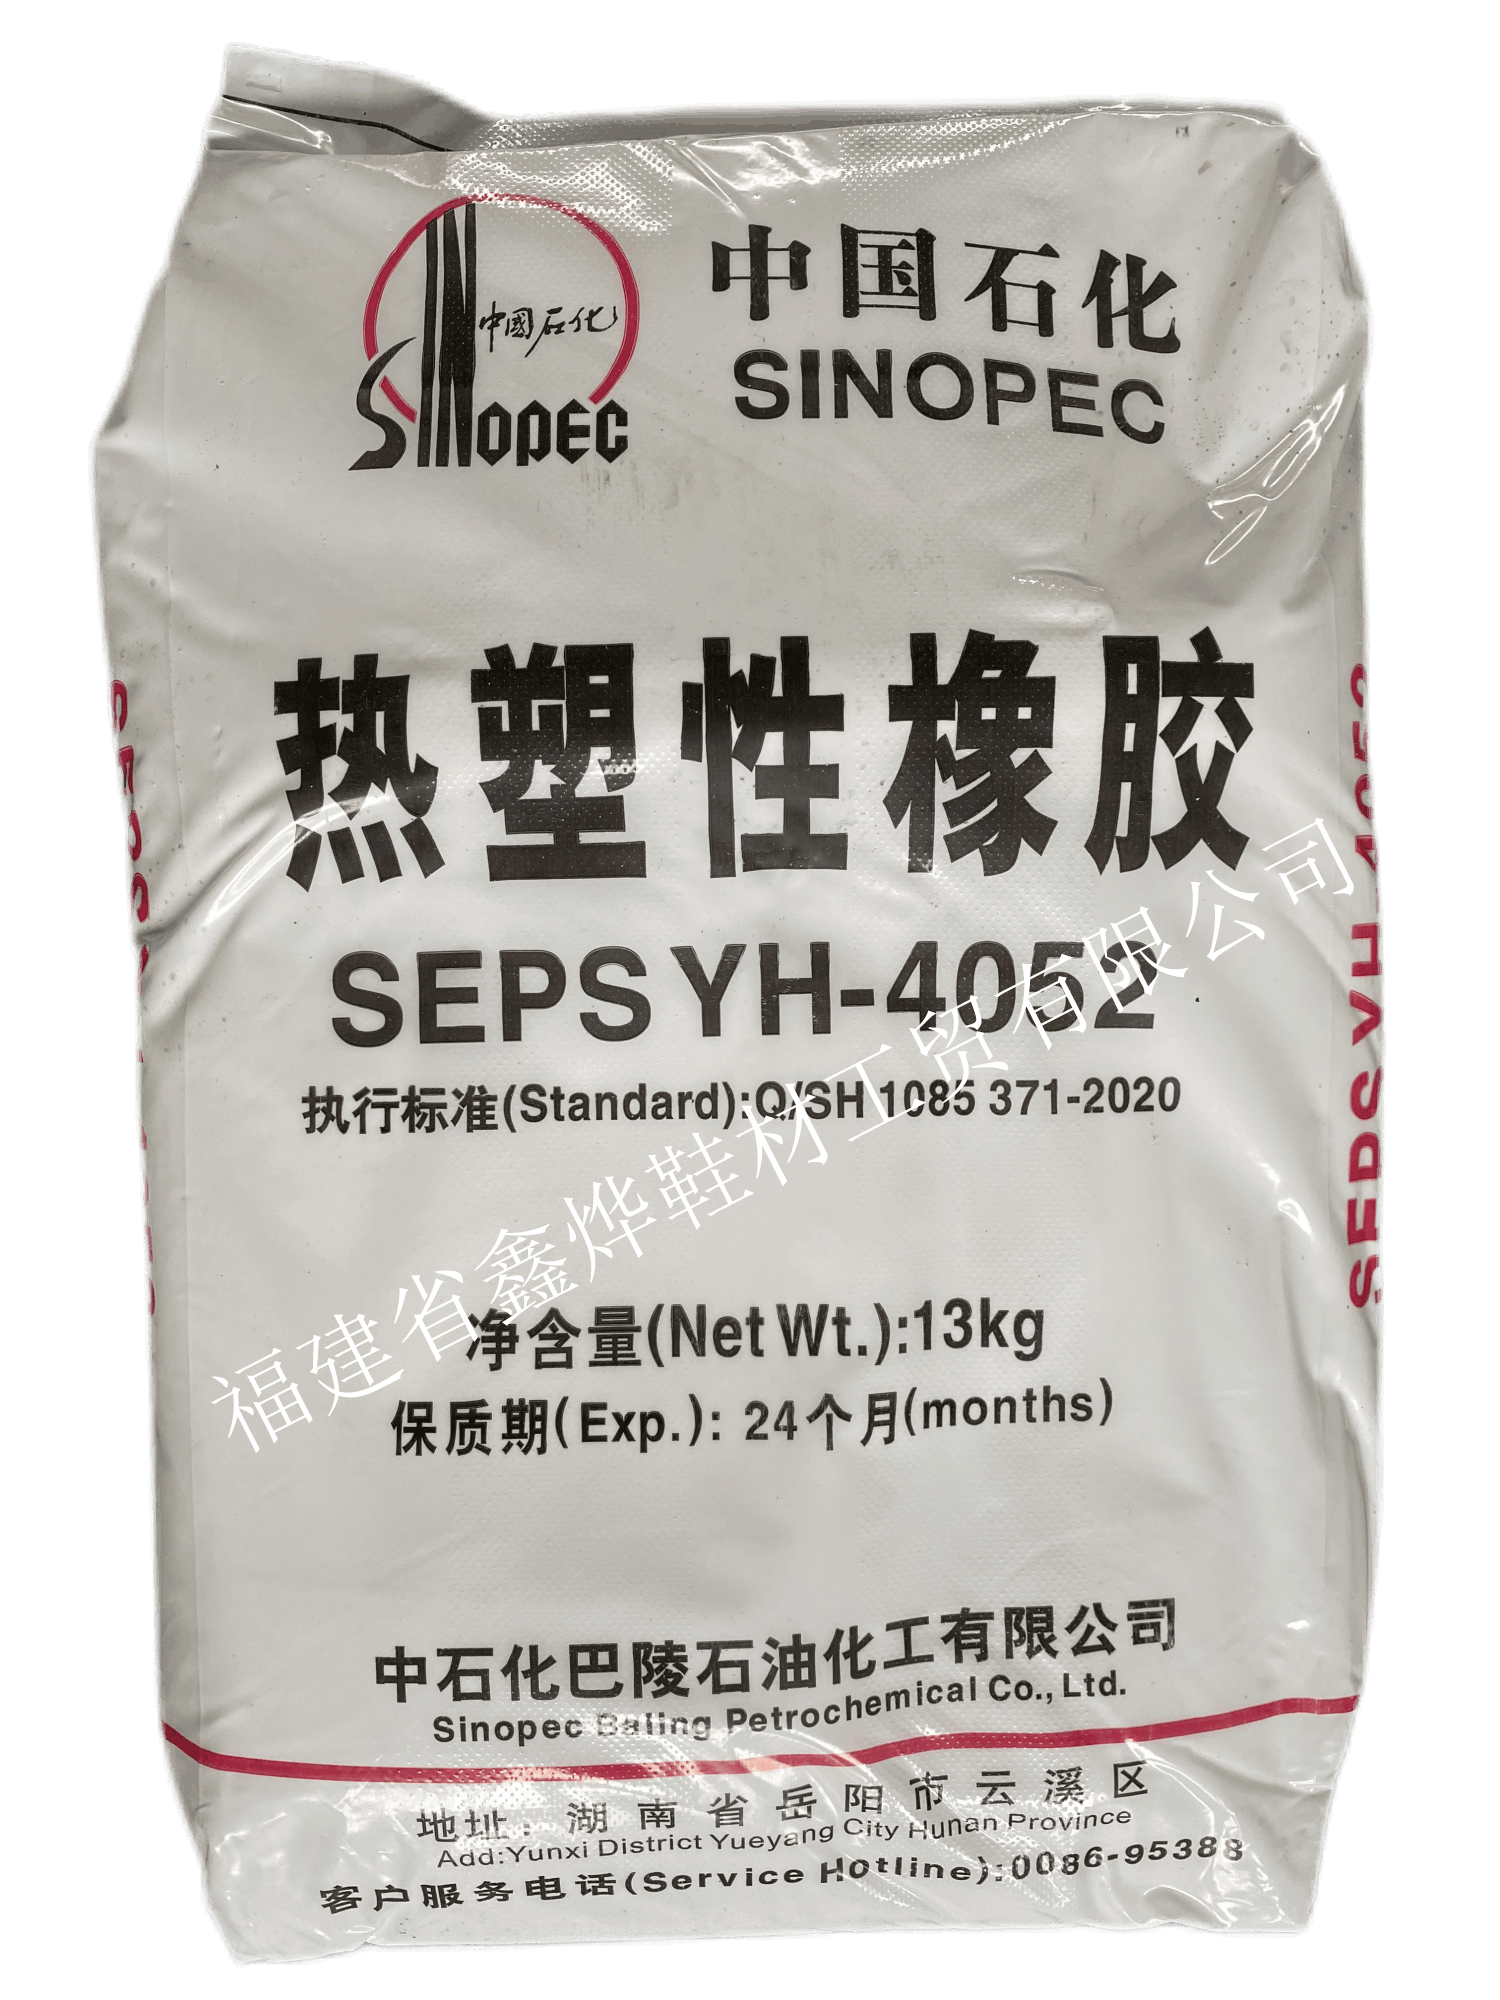 中國石化
SINOPEC
中国石化
SINOPEC
热塑性橡胶
SEPS YH-4052
执行标准(Standard):Q/SH 1085 371-2020
福建省鑫烨鞋材工贸有限公司
净含量(Net Wt.):13kg
保质期(Exp.): 24个月(months)
中石化巴陵石油化工有限公司
Sinopec Baling Petrochemical Co., Ltd.
地址: 湖南省岳阳市云溪区
Add:Yunxi District Yueyang City Hunan Province
客户服务电话(Service Hotline):0086-95388
SEPS YH-4052